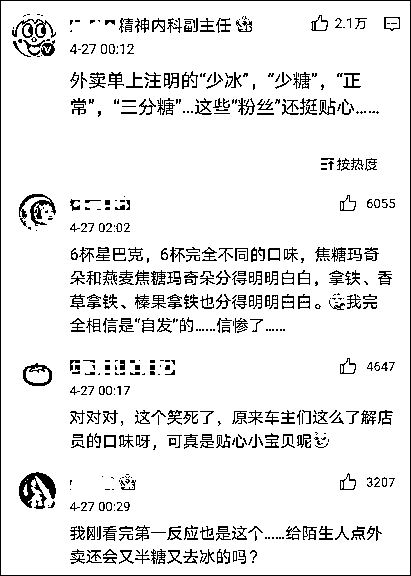 精神内科副主任
2.1万
4-27 00:12
外卖单上注明的“少冰”，“少糖”，“正
常”，“三分糖”...这些“粉丝”还挺贴心......
按热度
6055
4-27 02:02
6杯星巴克，6杯完全不同的口味，焦糖玛奇
朵和燕麦焦糖玛奇朵分得明明白白，拿铁、香
草拿铁、榛果拿铁也分得明明白白。我完
全相信是“自发”的......信惨了......
4647
4-27 00:17
对对对，这个笑死了，原来车主们这么了解店
员的口味呀，可真是贴心小宝贝呢
3207
4-27 00:29
我刚看完第一反应也是这个......给陌生人点外
卖还会又半糖又去冰的吗？